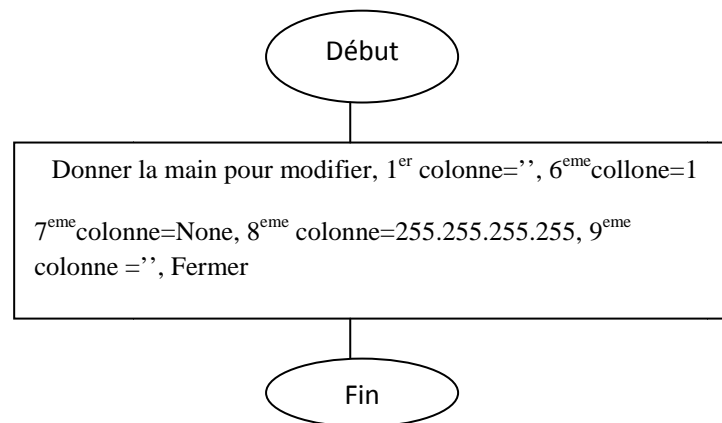 Début
Donner la main pour modifier, 1er colonne=’’, 6emecollone=1
7emecolonne=None, 8eme colonne=255.255.255.255, 9eme
colonne =’’, Fermer
Fin